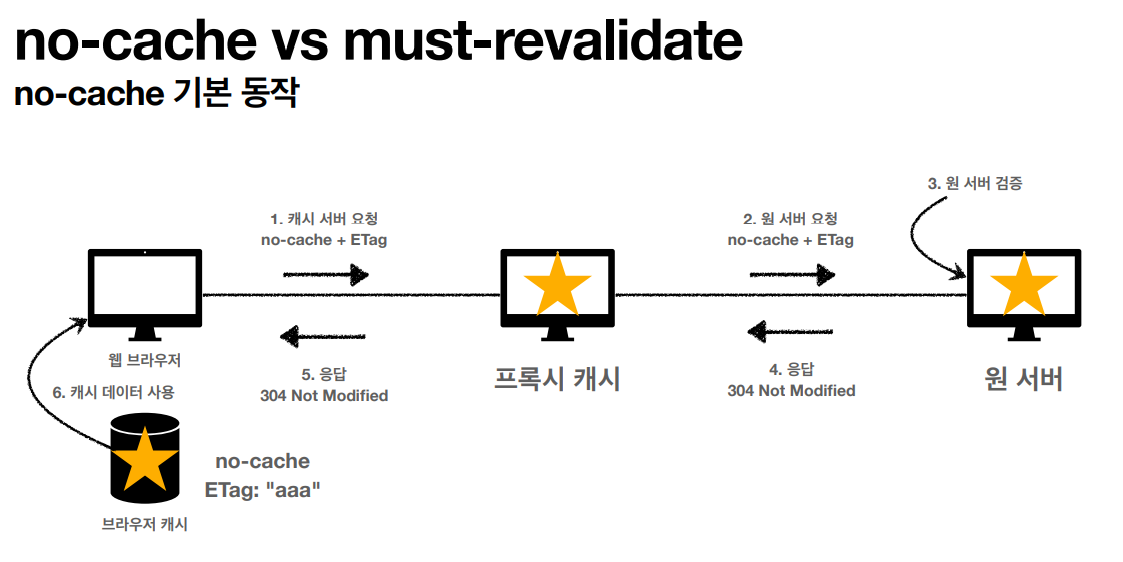 no-cache vs must-revalidate
no-cache 기본 동작
3. 원 서버 검증
1. 캐시 서버 요청
no-cache + ETag
2. 원 서버 요청
no-cache + ETag
웹 브라우저
5. 응답
304 Not Modified
프록시 캐시
4. 응답
304 Not Modified
원 서버
6. 캐시 데이터 사용
no-cache
ETag: "aaa"
브라우저 캐시